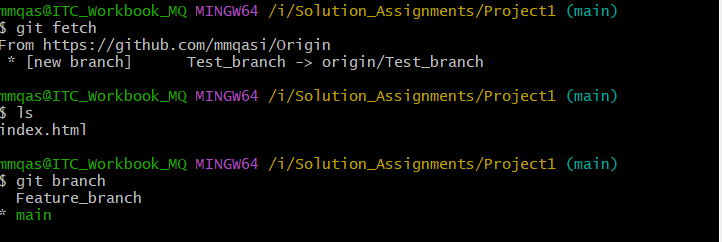 mmqas@ITC_Workbook_MQ MINGW64 /i/Solution_Assignments/Project1 (main)
$ git fetch
From https://github.com/mmqasi/Origin
 * [new branch]      Test_branch -> origin/Test_branch
mmqas@ITC_Workbook_MQ MINGW64 /i/Solution_Assignments/Project1 (main)
$ ls
index.html
mmqas@ITC_Workbook_MQ MINGW64 /i/Solution_Assignments/Project1 (main)
$ git branch
  Feature_branch
* main